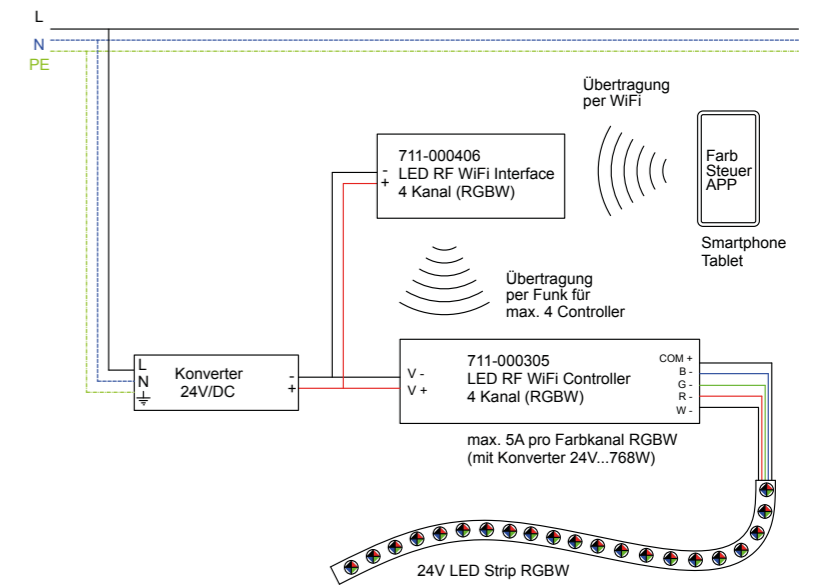 L
N
PE
Übertragung
per WiFi
711-000406
LED RF WiFi Interface
4 Kanal (RGBW)
-
+
Farb
Steuer
APP
Smartphone
Tablet
Übertragung
per Funk für
max. 4 Controller
L
N
Konverter
24V/DC
-
+
V -
V +
711-000305
LED RF WiFi Controller
4 Kanal (RGBW)
COM +
B -
G -
R -
W -
max. 5A pro Farbkanal RGBW
(mit Konverter 24V...768W)
24V LED Strip RGBW